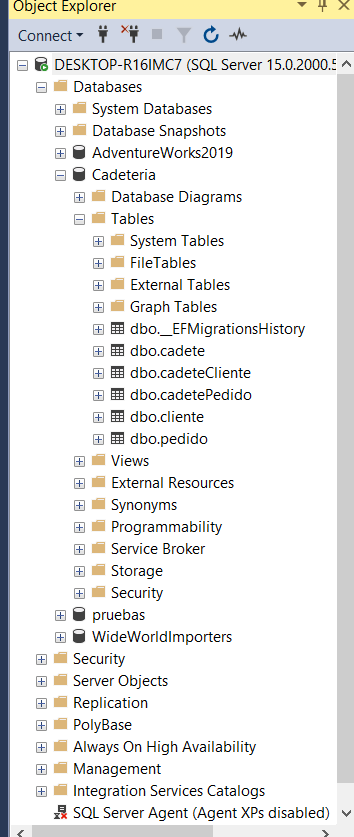 Object Explorer
Connect
DESKTOP-R16IMC7 (SQL Server 15.0.2000.5
Databases
System Databases
Database Snapshots
AdventureWorks2019
Cadeteria
Database Diagrams
Tables
System Tables
FileTables
External Tables
Graph Tables
dbo.__EFMigrationsHistory
dbo.cadete
dbo.cadeteCliente
dbo.cadetePedido
dbo.cliente
dbo.pedido
Views
External Resources
Synonyms
Programmability
Service Broker
Storage
Security
pruebas
WideWorldImporters
Security
Server Objects
Replication
PolyBase
Always On High Availability
Management
Integration Services Catalogs
SQL Server Agent (Agent XPs disabled)